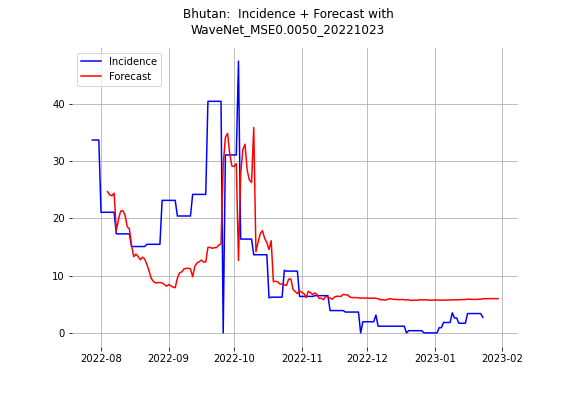 Bhutan:  Incidence + Forecast with
WaveNet_MSE0.0050_20221023
Incidence
Forecast
40
30
20
10
0
2022-08 2022-09 2022-10 2022-11 2022-12 2023-01 2023-02